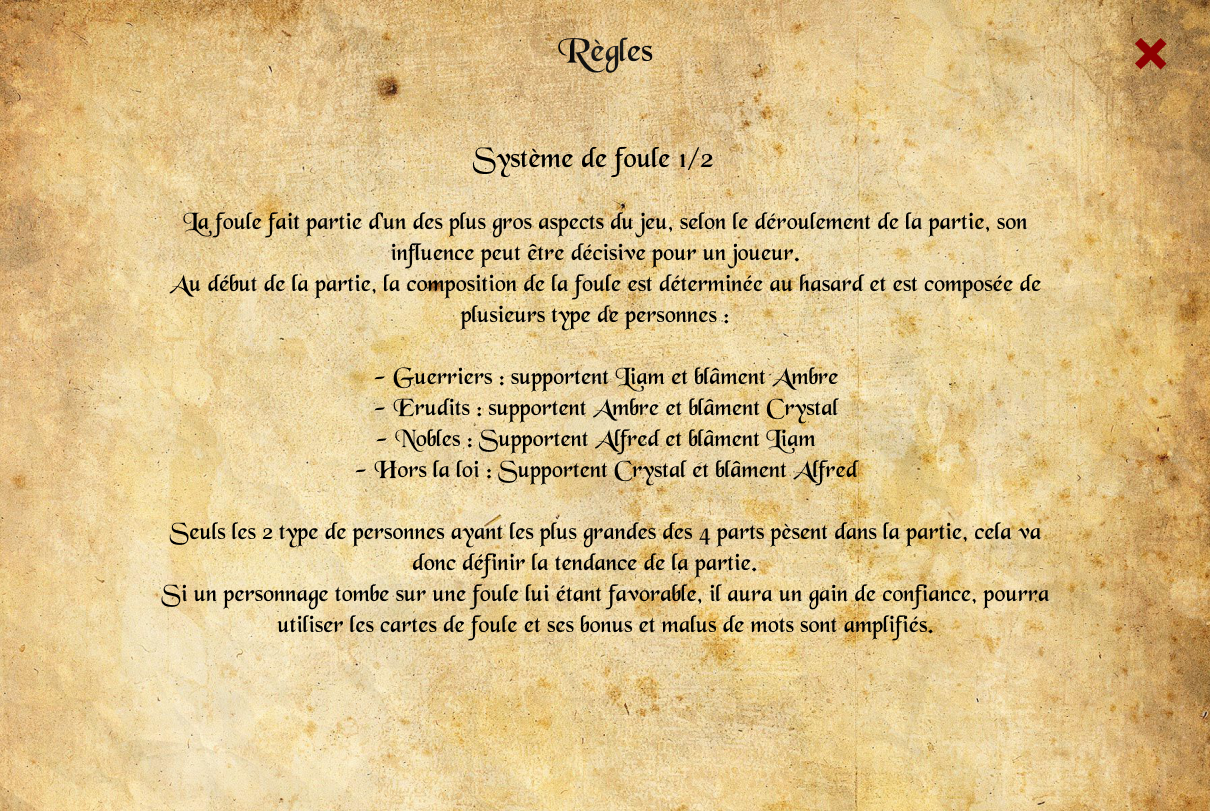 Règles
Système de foule 1/2
La foule fait partie d'un des plus gros aspects du jeu, selon le déroulement de la partie, son
influence peut être décisive pour un joueur.
Au début de la partie, la composition de la foule est déterminée au hasard et est composée de
plusieurs type de personnes :
- Guerriers : supportent Liam et blâment Ambre
- Erudits : supportent Ambre et blâment Crystal
- Nobles : Supportent Alfred et blâment Liam
- Hors la loi : Supportent Crystal et blâment Alfred
Seuls les 2 type de personnes ayant les plus grandes des 4 parts pèsent dans la partie, cela va
donc définir la tendance de la partie.
Si un personnage tombe sur une foule lui étant favorable, il aura un gain de confiance, pourra
utiliser les cartes de foule et ses bonus et malus de mots sont amplifiés.